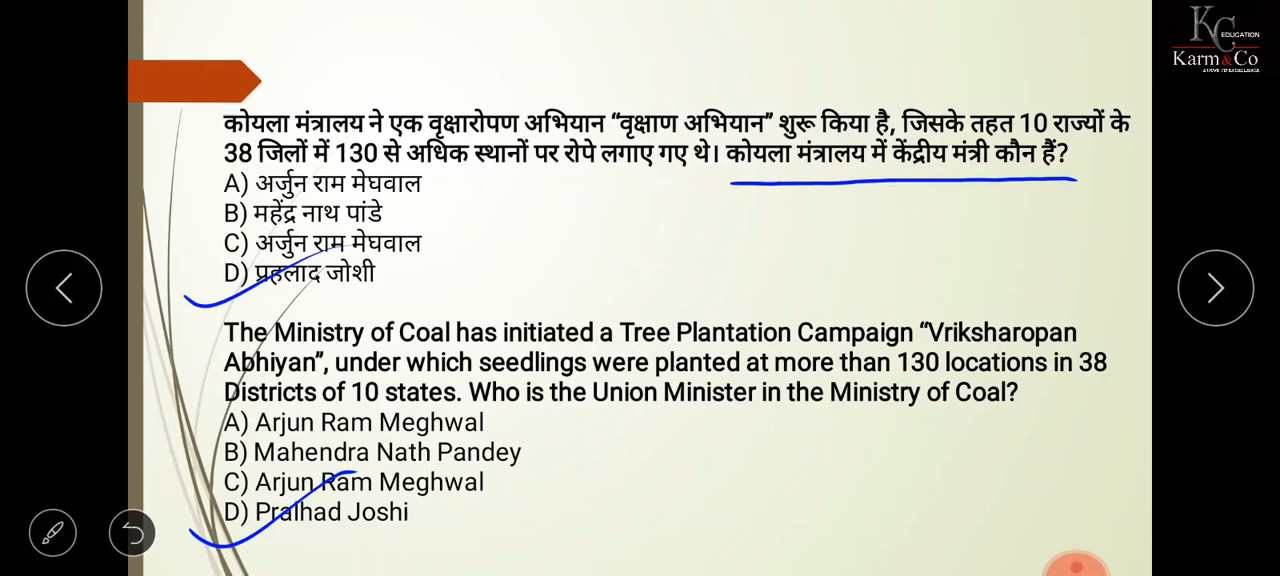 KC EDUCATION
Karm&Co
कोयला मंत्रालय ने एक वृक्षारोपण अभियान “वृक्षाण अभियान” शुरू किया है, जिसके तहत 10 राज्यों के
38 जिलों में 130 से अधिक स्थानों पर रोपे लगाए गए थे। कोयला मंत्रालय में केंद्रीय मंत्री कौन हैं?
A) अर्जुन राम मेघवाल
B) महेंद्र नाथ पांडे
C) अर्जुन राम मेघवाल
D) प्रहलाद जोशी
The Ministry of Coal has initiated a Tree Plantation Campaign “Vriksharopan
Abhiyan”, under which seedlings were planted at more than 130 locations in 38
Districts of 10 states. Who is the Union Minister in the Ministry of Coal?
A) Arjun Ram Meghwal
B) Mahendra Nath Pandey
C) Arjun Ram Meghwal
D) Pralhad Joshi